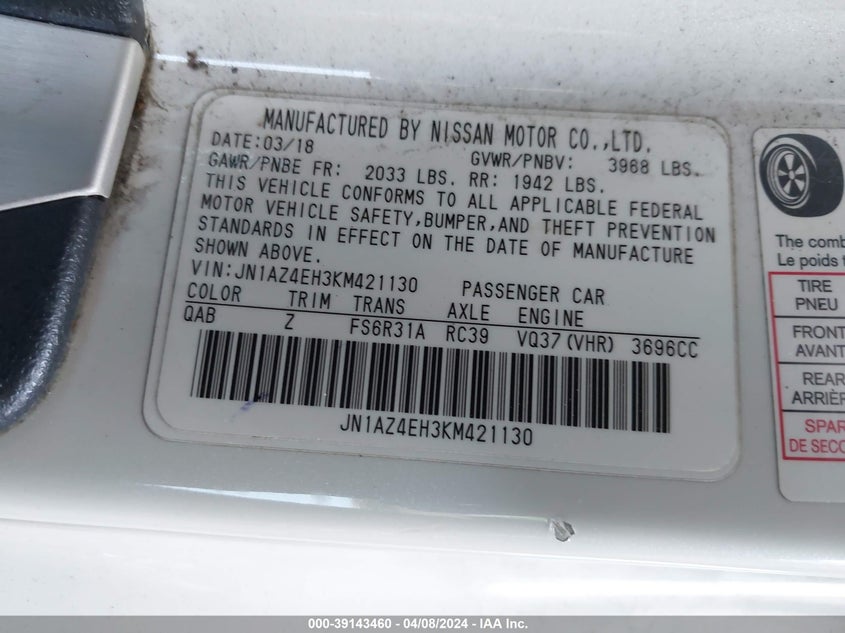 MANUFACTURED BY NISSAN MOTOR CO.,LTD.
DATE:03/18 GVWR/PNBV: 3968 LBS.
GAWR/PNBE FR: 2033 LBS. RR: 1942 LBS.
THIS VEHICLE CONFORMS TO ALL APPLICABLE FEDERAL
MOTOR VEHICLE SAFETY,BUMPER,AND THEFT PREVENTION
STANDARDS IN EFFECT ON THE DATE OF MANUFACTURE
SHOWN ABOVE.
VIN:JN1AZ4EH3KM421130 PASSENGER CAR
COLOR TRIM TRANS AXLE ENGINE
QAB Z FS6R31A RC39 VQ37(VHR) 3696CC
JN1AZ4EH3KM421130
The comb
Le poids
TIRE
PNEU
FRONT
AVANT
REAR
ARRIÈR
SPAR
DE SECO
000-39143460 - 04/08/2024 - IAA Inc.